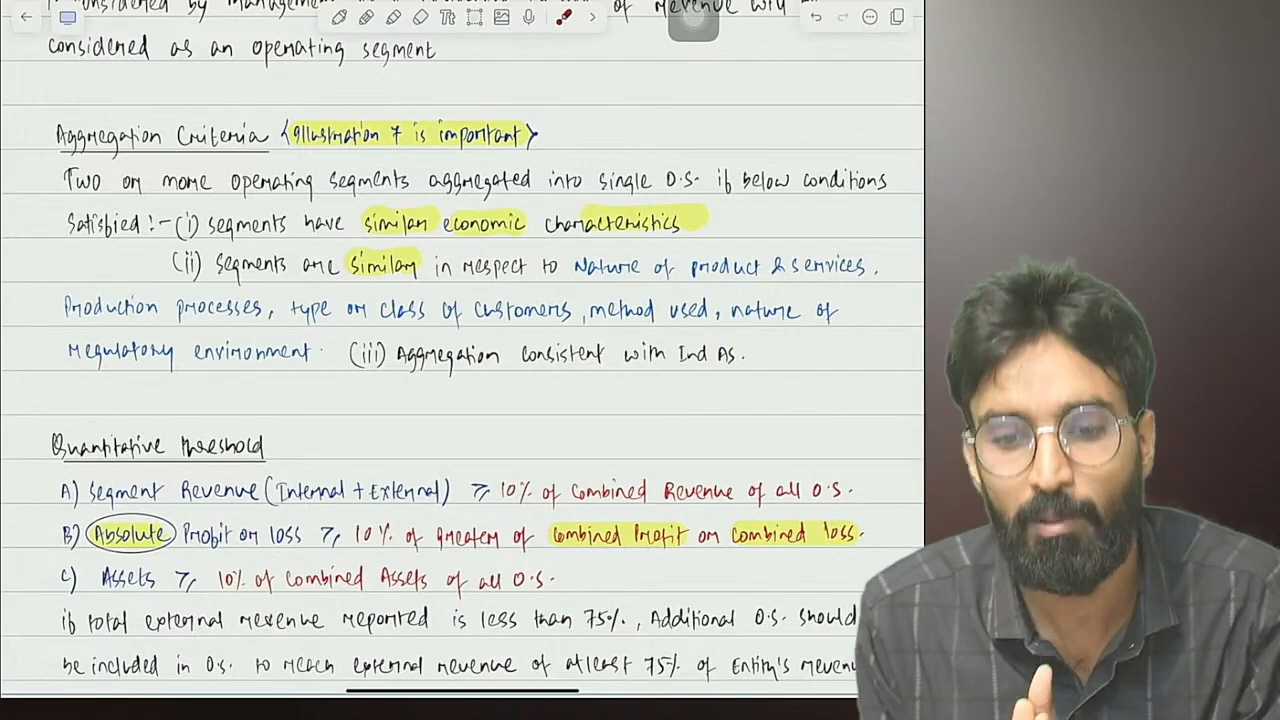 considered by management
of revenue will
considered as an operating segment
Aggregation Criteria {Illustration 7 is important}
Two or more operating segments aggregated into single O.S. if below conditions
Satisfied :- (i) segments have similar economic characteristics
(ii) segments are similar in respect to Nature of product & services,
Production processes, type or class of customers, method used, nature of
regulatory environment. (iii) Aggregation consistent with Ind AS.
Quantitative threshold
A) Segment Revenue (Internal + External) ≥ 10% of Combined Revenue of all O.S.
B) Absolute Profit or loss ≥ 10% of greater of combined Profit or combined loss.
C) Assets ≥ 10% of Combined Assets of all O.S.
if total external revenue reported is less than 75%, Additional O.S. should
be included in O.S. to reach external revenue of atleast 75% of Entity's revenue